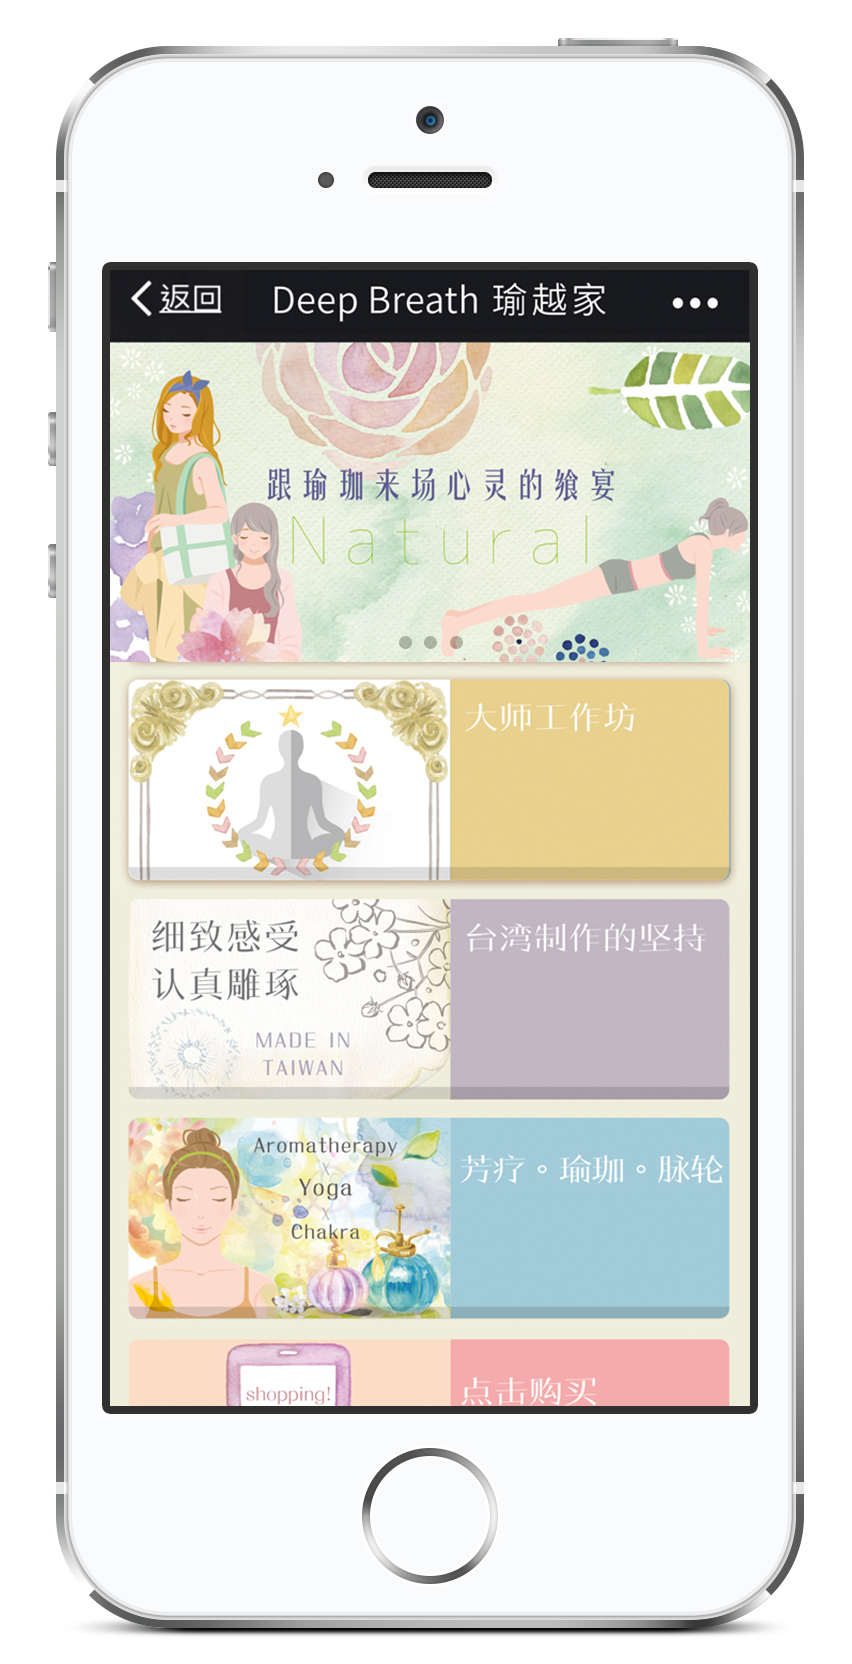 返回 Deep Breath 瑜越家
跟瑜珈来场心灵的飨宴
Natural
大师工作坊
细致感受
认真雕琢
MADE IN
TAIWAN
台湾制作的坚持
Aromatherapy
x
Yoga
x
Chakra
芳疗。瑜珈。脉轮
shopping!
点击购买